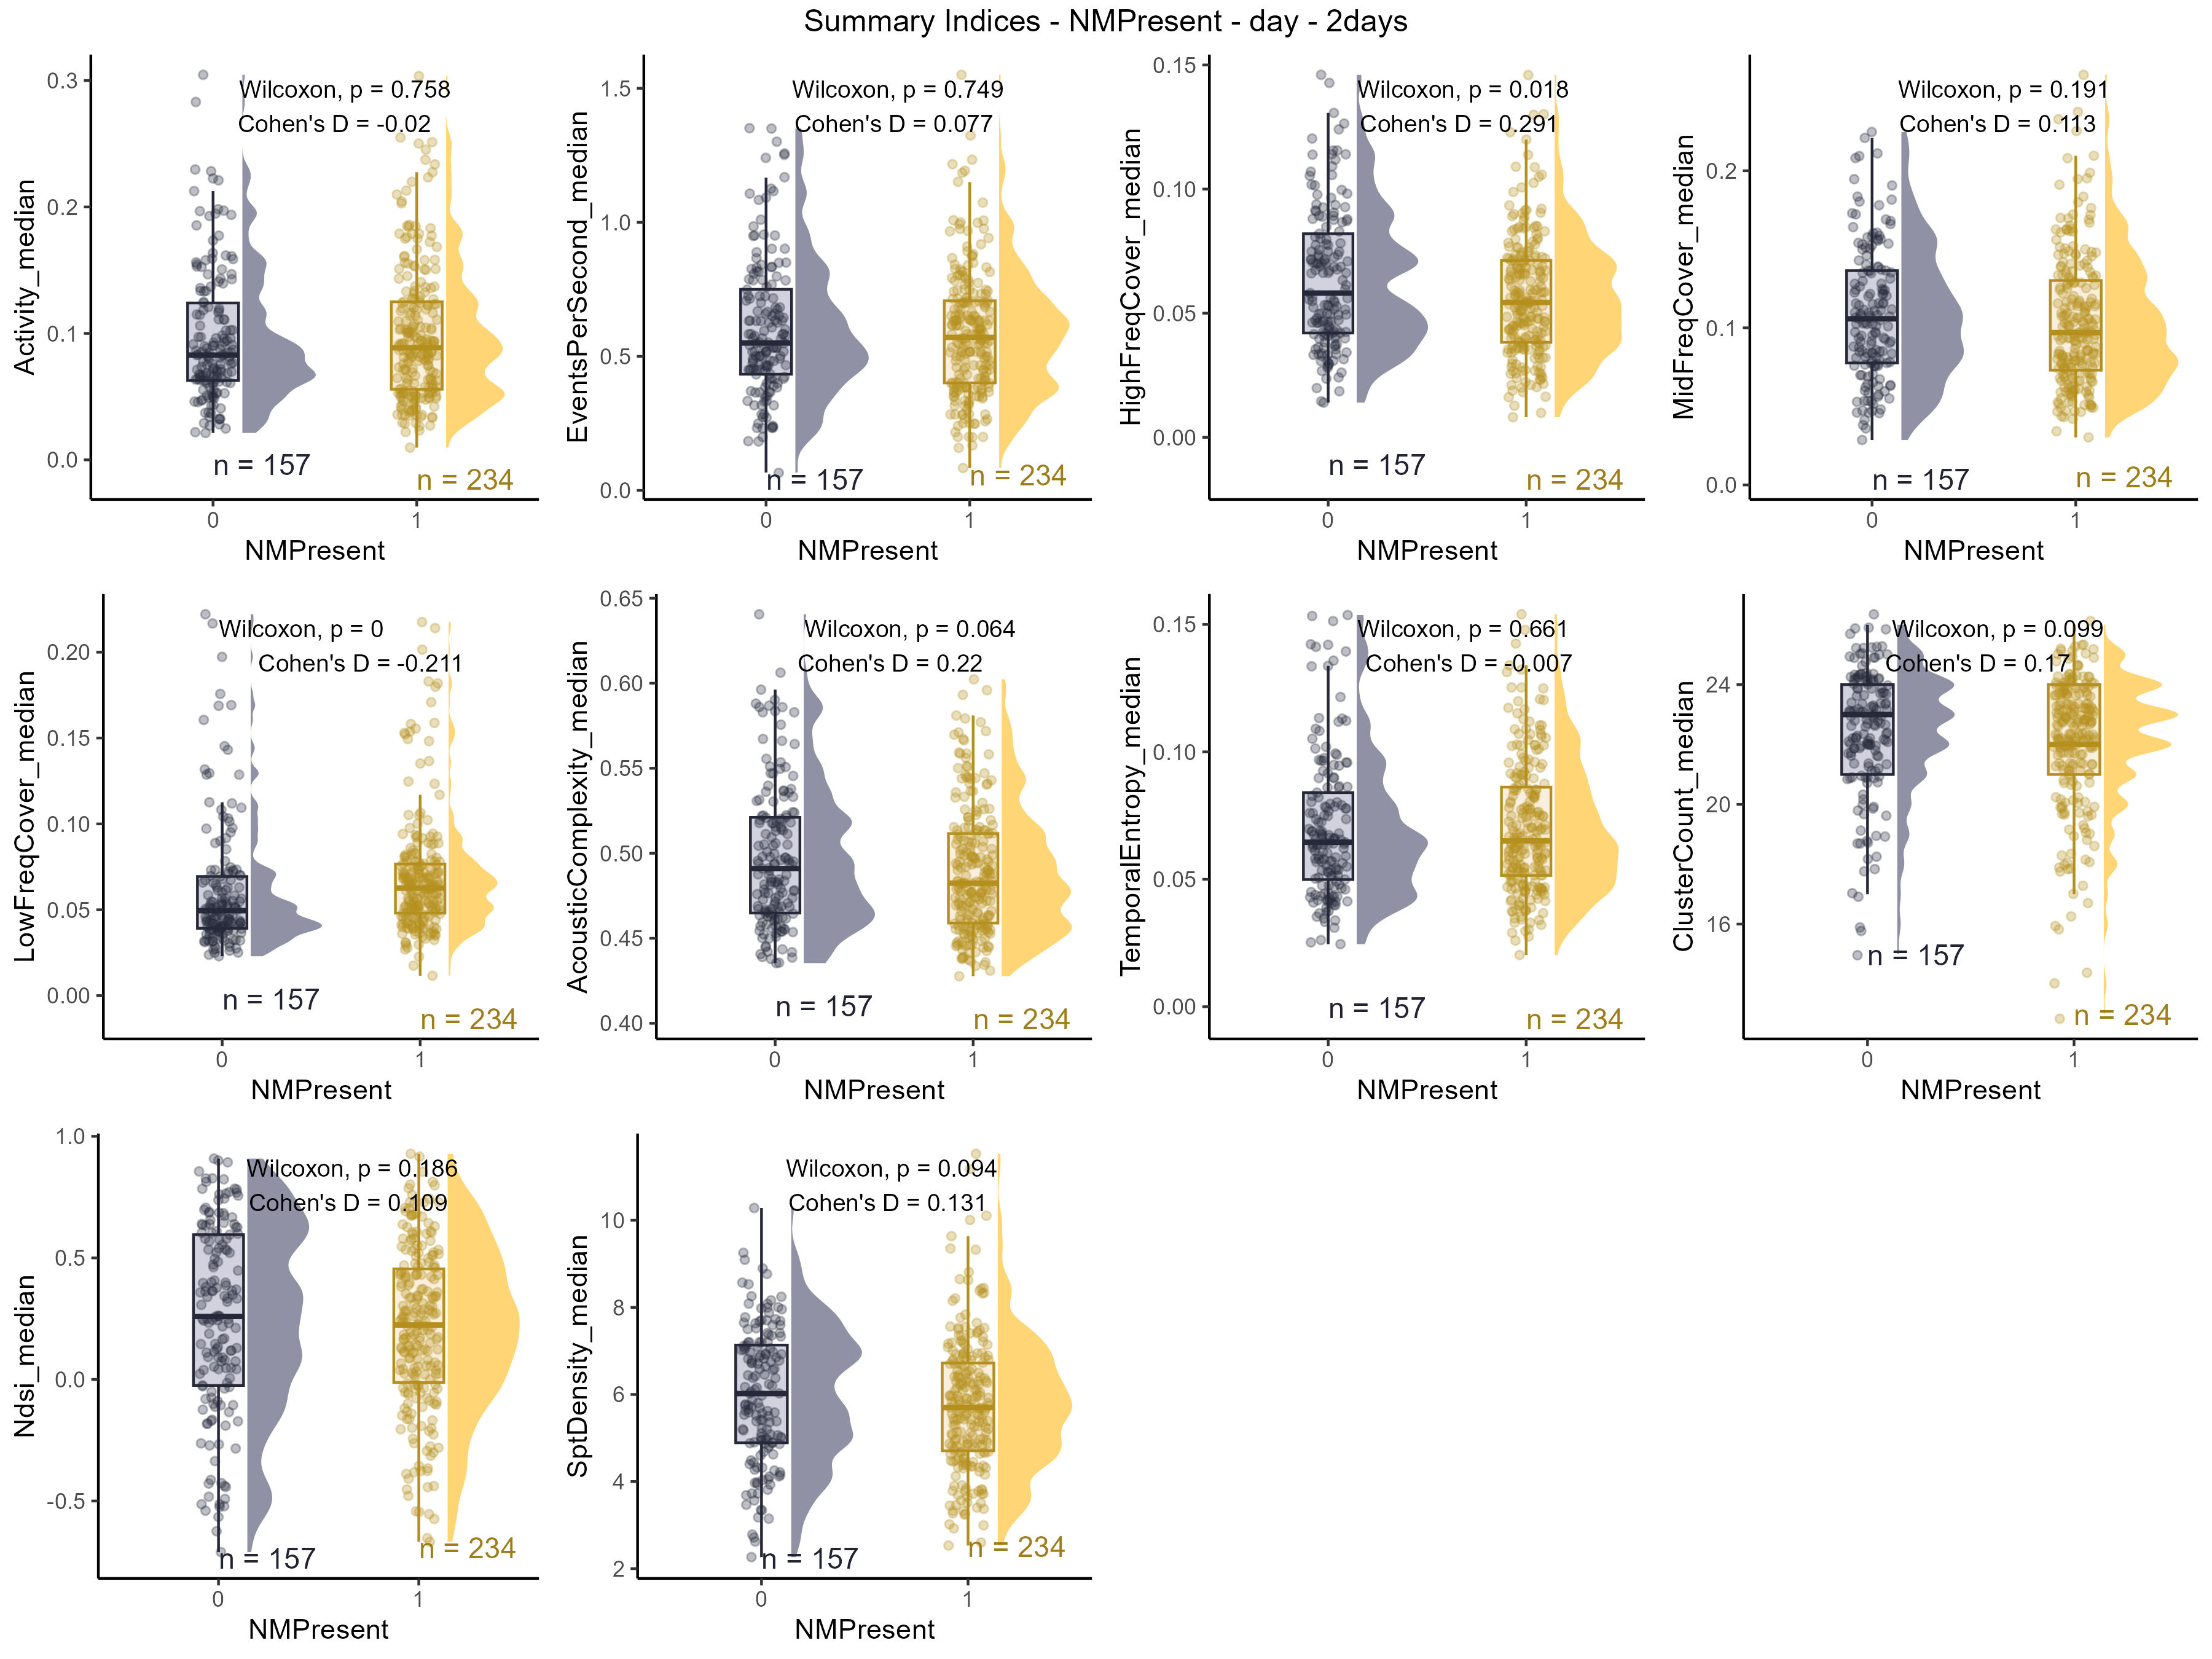 Summary Indices - NMPresent - day - 2days
Activity_median
0.3
0.2
0.1
0.0
Wilcoxon, p = 0.758
Cohen's D = -0.02
n = 157
n = 234
0 1
NMPresent
EventsPerSecond_median
1.5
1.0
0.5
0.0
Wilcoxon, p = 0.749
Cohen's D = 0.077
n = 157
n = 234
0 1
NMPresent
HighFreqCover_median
0.15
0.10
0.05
0.00
Wilcoxon, p = 0.018
Cohen's D = 0.291
n = 157
n = 234
0 1
NMPresent
MidFreqCover_median
0.2
0.1
0.0
Wilcoxon, p = 0.191
Cohen's D = 0.113
n = 157
n = 234
0 1
NMPresent
LowFreqCover_median
0.20
0.15
0.10
0.05
0.00
Wilcoxon, p = 0
Cohen's D = -0.211
n = 157
n = 234
0 1
NMPresent
AcousticComplexity_median
0.65
0.60
0.55
0.50
0.45
0.40
Wilcoxon, p = 0.064
Cohen's D = 0.22
n = 157
n = 234
0 1
NMPresent
TemporalEntropy_median
0.15
0.10
0.05
0.00
Wilcoxon, p = 0.661
Cohen's D = -0.007
n = 157
n = 234
0 1
NMPresent
ClusterCount_median
24
20
16
Wilcoxon, p = 0.099
Cohen's D = 0.17
n = 157
n = 234
0 1
NMPresent
Ndsi_median
1.0
0.5
0.0
-0.5
Wilcoxon, p = 0.186
Cohen's D = 0.109
n = 157
n = 234
0 1
NMPresent
SptDensity_median
10
8
6
4
2
Wilcoxon, p = 0.094
Cohen's D = 0.131
n = 157
n = 234
0 1
NMPresent